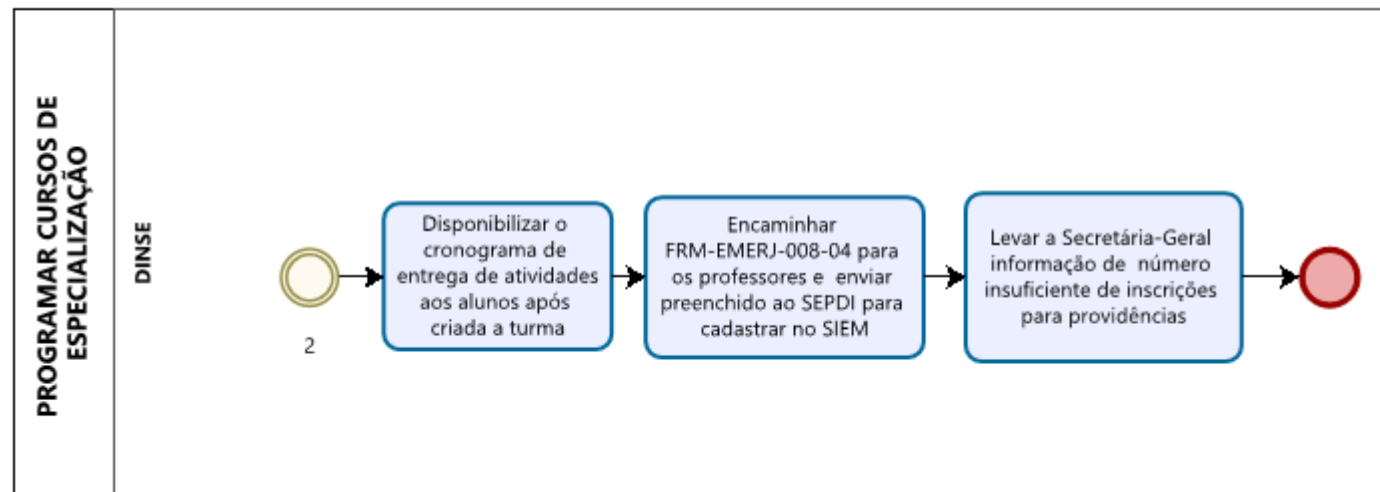 PROGRAMAR CURSOS DE
ESPECIALIZAÇÃO
DINSE
2
Disponibilizar o
cronograma de
entrega de atividades
aos alunos após
criada a turma
Encaminhar
FRM-EMERJ-008-04 para
os professores e enviar
preenchido ao SEPDI para
cadastrar no SIEM
Levar a Secretária-Geral
informação de número
insuficiente de inscrições
para providências